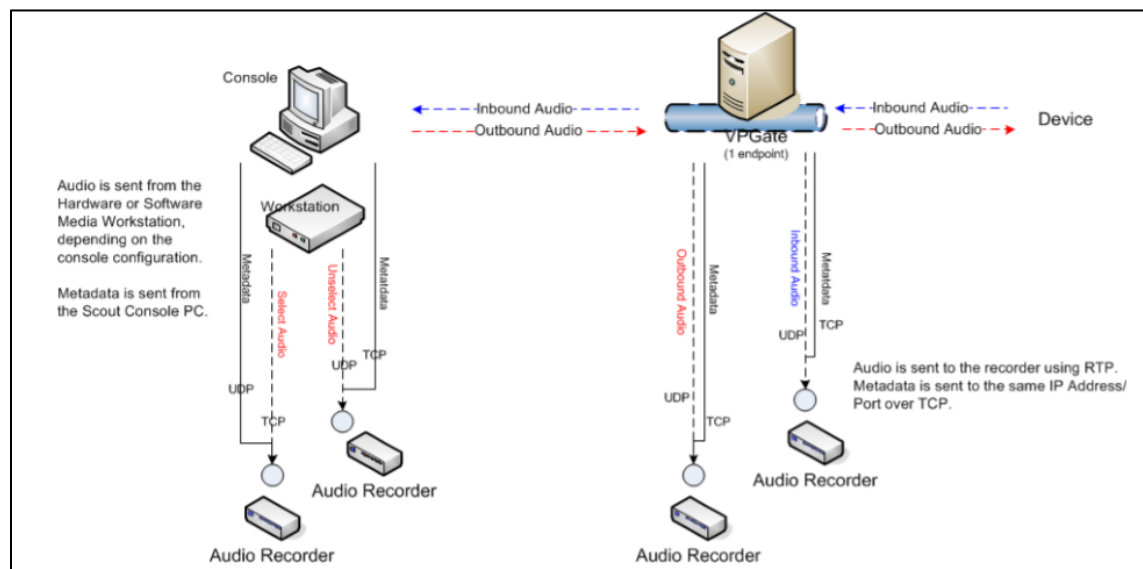 Console
Inbound Audio
Outbound Audio
VPGate
(1 endpoint)
Inbound Audio
Outbound Audio
Device
Audio is sent from the
Hardware or Software
Media Workstation,
depending on the
console configuration.
Metadata is sent from
the Scout Console PC.
Workstation
Metadata
Select Audio
Unselect Audio
Metatdata
UDP
TCP
UDP
TCP
Audio Recorder
Audio Recorder
Outbound Audio
Metadata
Inbound Audio
Metatdata
UDP
TCP
UDP
TCP
Audio is sent to the recorder using RTP.
Metadata is sent to the same IP Address/
Port over TCP.
Audio Recorder
Audio Recorder